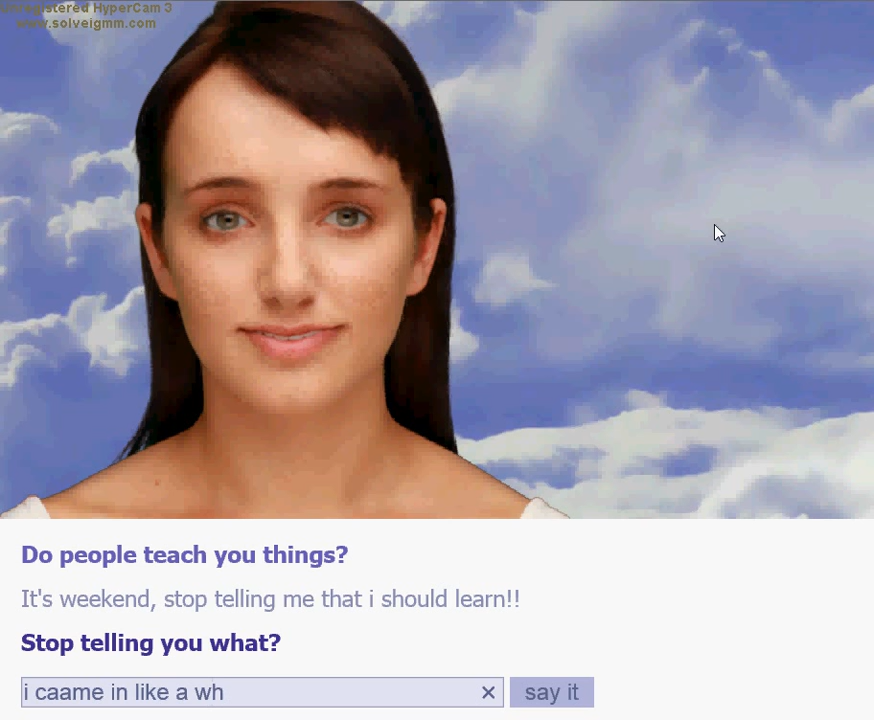 Unregistered HyperCam 3
www.solveigmm.com
Do people teach you things?
It's weekend, stop telling me that i should learn!!
Stop telling you what?
i caame in like a wh
say it